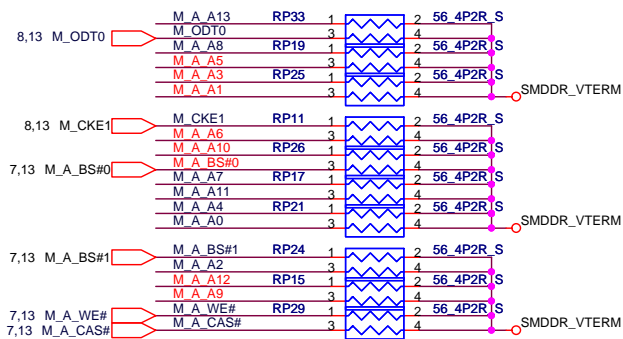 M_A_A13 RP33 1 2 56_4P2R_S
8,13 M_ODT0 M_ODT0 3 4
M_A_A8 RP19 1 2 56_4P2R_S
M_A_A5 3 4
M_A_A3 RP25 1 2 56_4P2R_S
M_A_A1 3 4 SMDDR_VTERM
8,13 M_CKE1 M_CKE1 RP11 1 2 56_4P2R_S
M_A_A6 3 4
M_A_A10 RP26 1 2 56_4P2R_S
7,13 M_A_BS#0 M_A_BS#0 3 4
M_A_A7 RP17 1 2 56_4P2R_S
M_A_A11 3 4
M_A_A4 RP21 1 2 56_4P2R_S
M_A_A0 3 4 SMDDR_VTERM
7,13 M_A_BS#1 M_A_BS#1 RP24 1 2 56_4P2R_S
M_A_A2 3 4
M_A_A12 RP15 1 2 56_4P2R_S
M_A_A9 3 4
7,13 M_A_WE# M_A_WE# RP29 1 2 56_4P2R_S
7,13 M_A_CAS# M_A_CAS# 3 4 SMDDR_VTERM